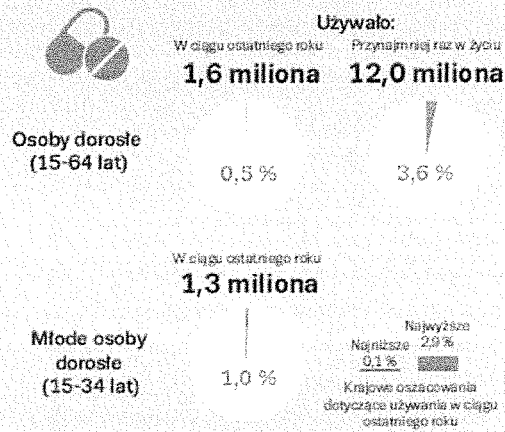 Używało:
W ciągu ostatniego roku
Przynajmniej raz w życiu
1,6 miliona
12,0 miliona
Osoby dorosłe
(15-64 lat)
0,5 %
3,6 %
W ciągu ostatniego roku
1,3 miliona
Młode osoby
dorosłe
(15-34 lat)
1,0 %
Najniższe
0,1 %
Najwyższe
2,9 %
Krajowe oszacowania
dotyczące używania w ciągu
ostatniego roku